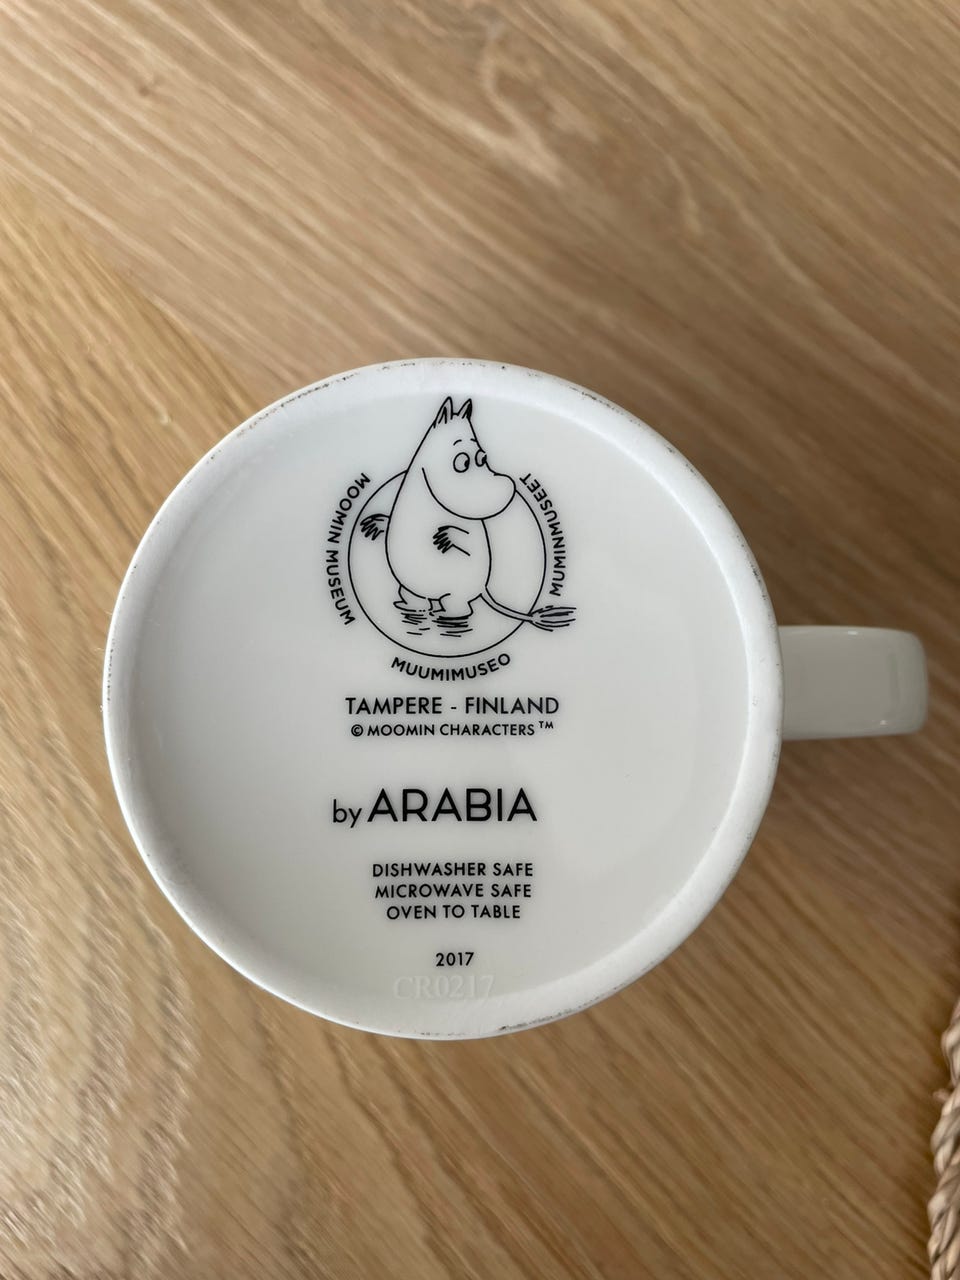 MOOMIN MUSEUM
MUMINMUSEET
MUUMIMUSEO
TAMPERE - FINLAND
© MOOMIN CHARACTERS ™
by ARABIA
DISHWASHER SAFE
MICROWAVE SAFE
OVEN TO TABLE
2017
CR0217